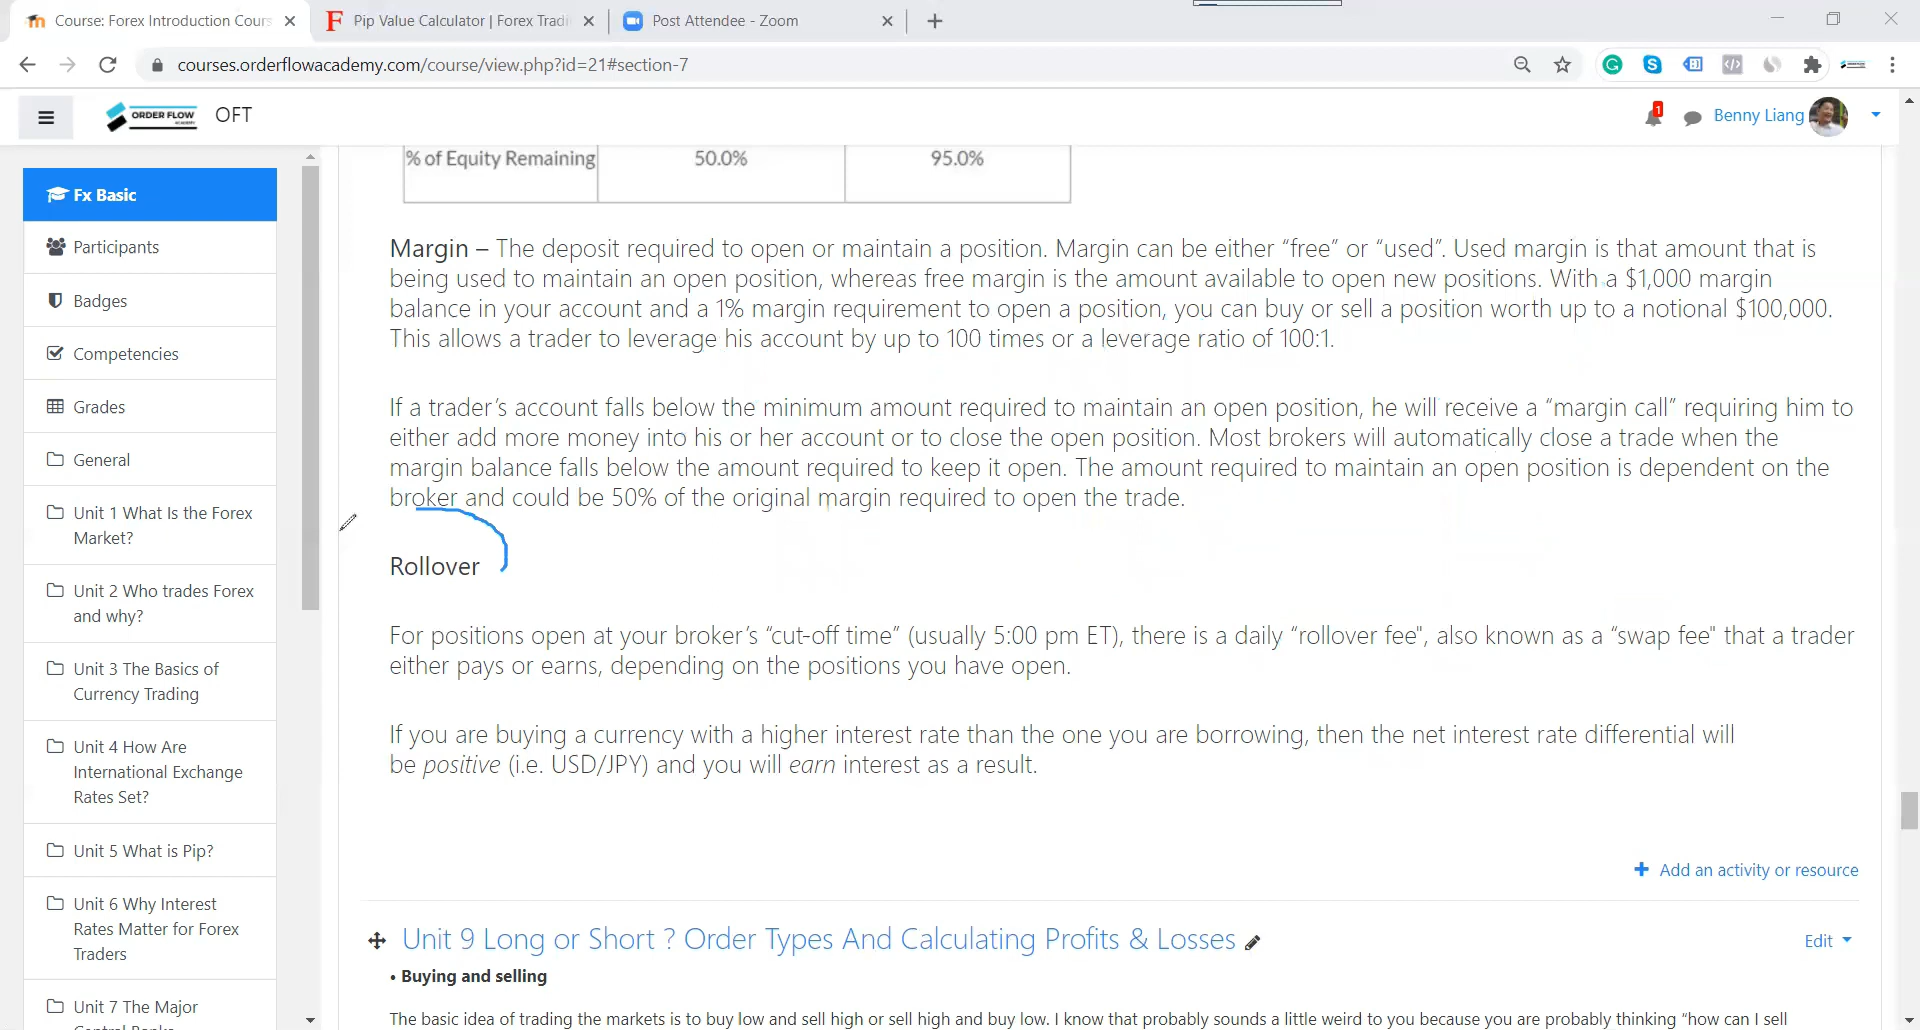 Course: Forex Introduction Cours
Pip Value Calculator | Forex Tradi
Post Attendee - Zoom
courses.orderflowacademy.com/course/view.php?id=21#section-7
ORDER FLOW
ACADEMY
OFT
1
Benny Liang
Fx Basic
Participants
Badges
Competencies
Grades
General
Unit 1 What Is the Forex
Market?
Unit 2 Who trades Forex
and why?
Unit 3 The Basics of
Currency Trading
Unit 4 How Are
International Exchange
Rates Set?
Unit 5 What is Pip?
Unit 6 Why Interest
Rates Matter for Forex
Traders
Unit 7 The Major
% of Equity Remaining 50.0% 95.0%
Margin – The deposit required to open or maintain a position. Margin can be either “free” or “used”. Used margin is that amount that is
being used to maintain an open position, whereas free margin is the amount available to open new positions. With a $1,000 margin
balance in your account and a 1% margin requirement to open a position, you can buy or sell a position worth up to a notional $100,000.
This allows a trader to leverage his account by up to 100 times or a leverage ratio of 100:1.
If a trader’s account falls below the minimum amount required to maintain an open position, he will receive a “margin call” requiring him to
either add more money into his or her account or to close the open position. Most brokers will automatically close a trade when the
margin balance falls below the amount required to keep it open. The amount required to maintain an open position is dependent on the
broker and could be 50% of the original margin required to open the trade.
Rollover
For positions open at your broker’s “cut-off time” (usually 5:00 pm ET), there is a daily “rollover fee", also known as a “swap fee" that a trader
either pays or earns, depending on the positions you have open.
If you are buying a currency with a higher interest rate than the one you are borrowing, then the net interest rate differential will
be positive (i.e. USD/JPY) and you will earn interest as a result.
Add an activity or resource
Unit 9 Long or Short ? Order Types And Calculating Profits & Losses
Edit
• Buying and selling
The basic idea of trading the markets is to buy low and sell high or sell high and buy low. I know that probably sounds a little weird to you because you are probably thinking “how can I sell